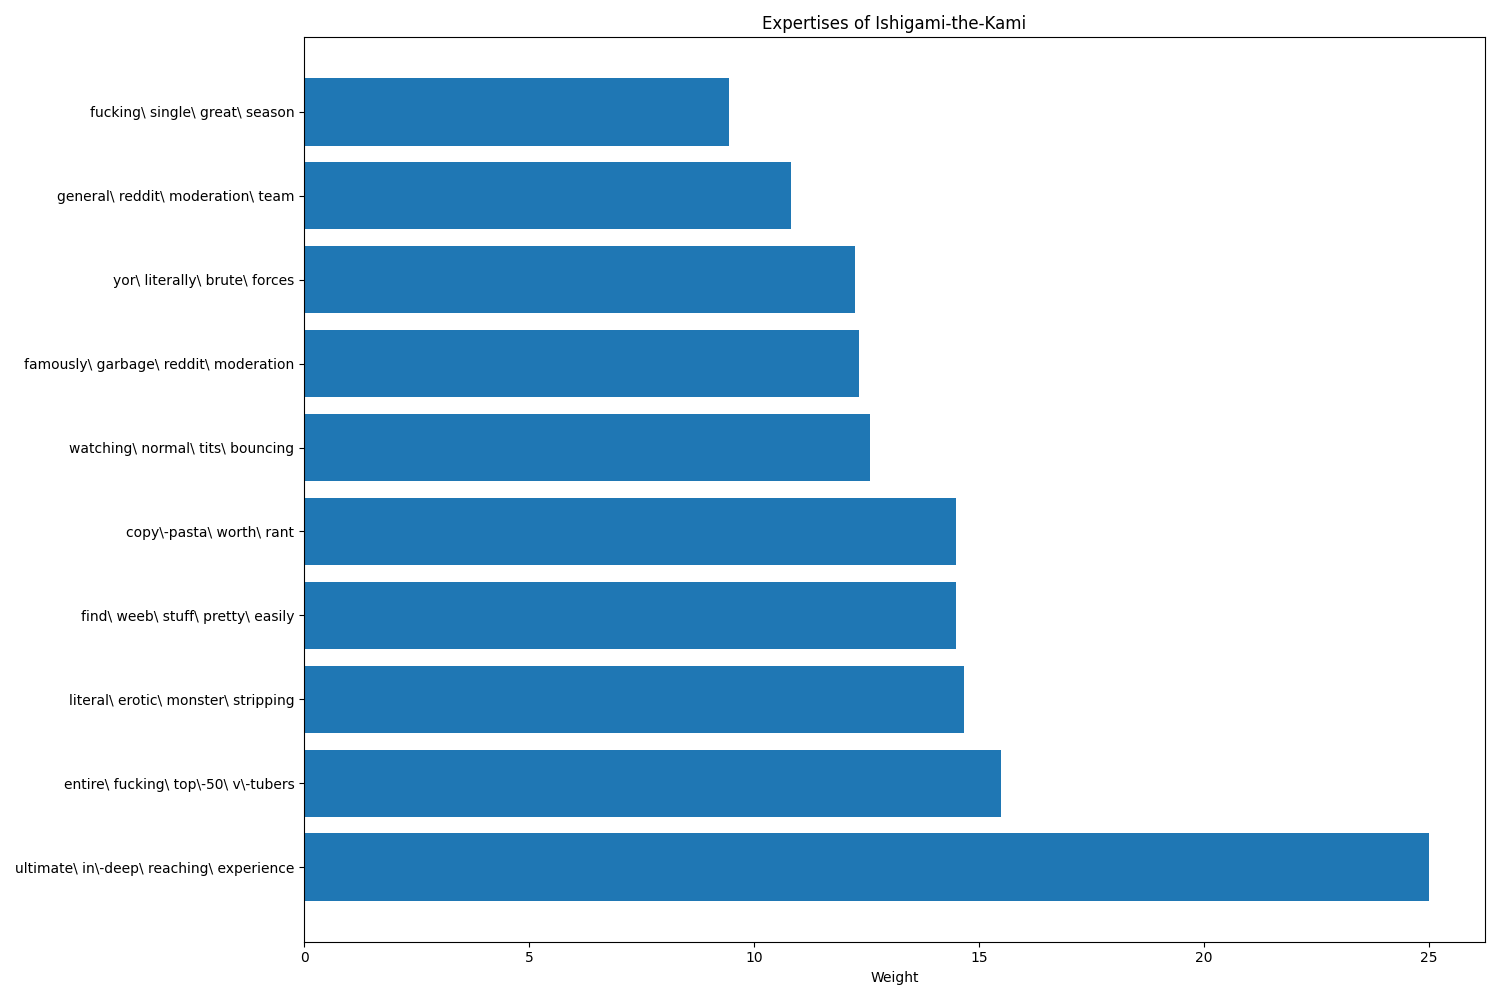 Expertises of Ishigami-the-Kami
fucking\ single\ great\ season
general\ reddit\ moderation\ team
yor\ literally\ brute\ forces
famously\ garbage\ reddit\ moderation
watching\ normal\ tits\ bouncing
copy\-pasta\ worth\ rant
find\ weeb\ stuff\ pretty\ easily
literal\ erotic\ monster\ stripping
entire\ fucking\ top\-50\ v\-tubers
ultimate\ in\-deep\ reaching\ experience
0 5 10 15 20 25
Weight